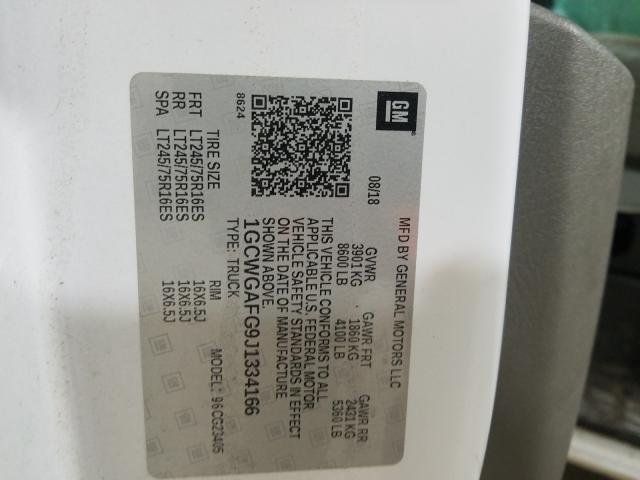 GM
MFD BY GENERAL MOTORS LLC
08/18
GVWR GAWR FRT GAWR RR
3901 KG 1860 KG 2431 KG
8600 LB 4100 LB 5360 LB
THIS VEHICLE CONFORMS TO ALL
APPLICABLE U.S. FEDERAL MOTOR
VEHICLE SAFETY STANDARDS IN EFFECT
ON THE DATE OF MANUFACTURE
SHOWN ABOVE
1GCWGAFG9J1334166
TYPE: TRUCK
8624
MODEL: 96CG23405
TIRE SIZE RIM
FRT LT245/75R16ES 16X6.5J
RR LT245/75R16ES 16X6.5J
SPA LT245/75R16ES 16X6.5J